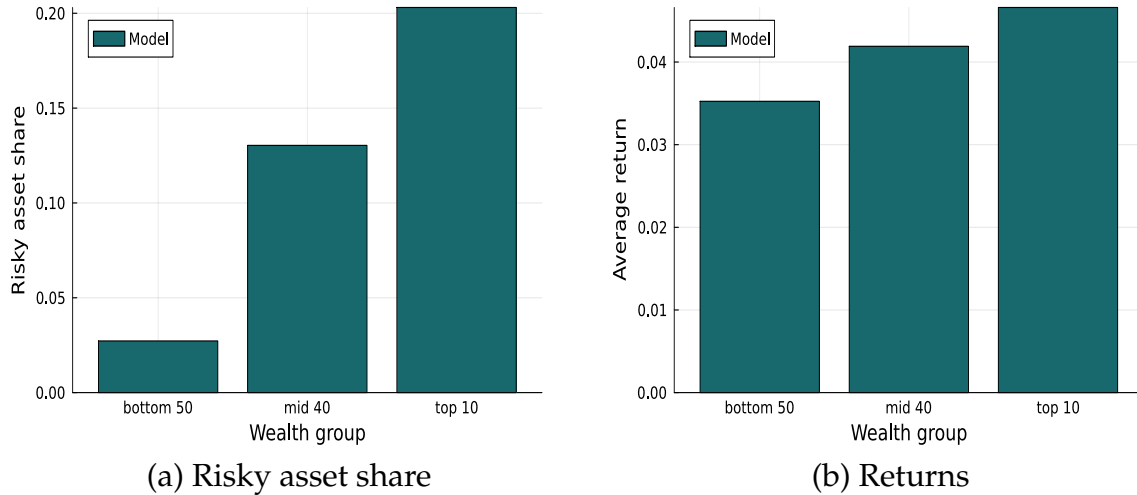 Risky asset share
0.20
0.15
0.10
0.05
0.00
Model
bottom 50
mid 40
top 10
Wealth group
(a) Risky asset share
Average return
0.04
0.03
0.02
0.01
0.00
Model
bottom 50
mid 40
top 10
Wealth group
(b) Returns